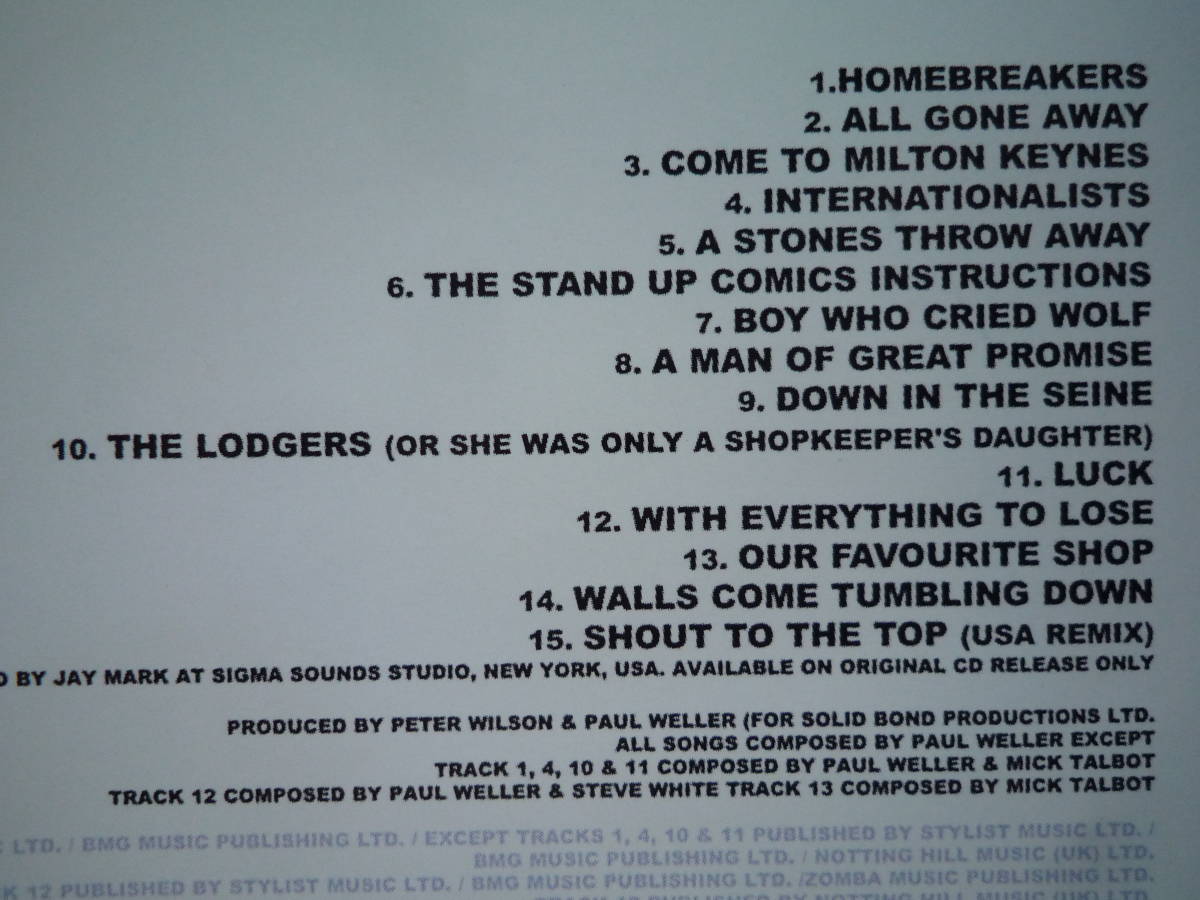 1.HOMEBREAKERS
2. ALL GONE AWAY
3. COME TO MILTON KEYNES
4. INTERNATIONALISTS
5. A STONES THROW AWAY
6. THE STAND UP COMICS INSTRUCTIONS
7. BOY WHO CRIED WOLF
8. A MAN OF GREAT PROMISE
9. DOWN IN THE SEINE
10. THE LODGERS (OR SHE WAS ONLY A SHOPKEEPER'S DAUGHTER)
11. LUCK
12. WITH EVERYTHING TO LOSE
13. OUR FAVOURITE SHOP
14. WALLS COME TUMBLING DOWN
15. SHOUT TO THE TOP (USA REMIX)
BY JAY MARK AT SIGMA SOUNDS STUDIO, NEW YORK, USA. AVAILABLE ON ORIGINAL CD RELEASE ONLY
PRODUCED BY PETER WILSON & PAUL WELLER (FOR SOLID BOND PRODUCTIONS LTD.
ALL SONGS COMPOSED BY PAUL WELLER EXCEPT
TRACK 1, 4, 10 & 11 COMPOSED BY PAUL WELLER & MICK TALBOT
TRACK 12 COMPOSED BY PAUL WELLER & STEVE WHITE TRACK 13 COMPOSED BY MICK TALBOT
LTD. / BMG MUSIC PUBLISHING LTD. / EXCEPT TRACKS 1, 4, 10 & 11 PUBLISHED BY STYLIST MUSIC LTD. /
BMG MUSIC PUBLISHING LTD. / NOTTING HILL MUSIC (UK) LTD.
12 PUBLISHED BY STYLIST MUSIC LTD. / BMG MUSIC PUBLISHING LTD. /ZOMBA MUSIC PUBLISHING LTD.